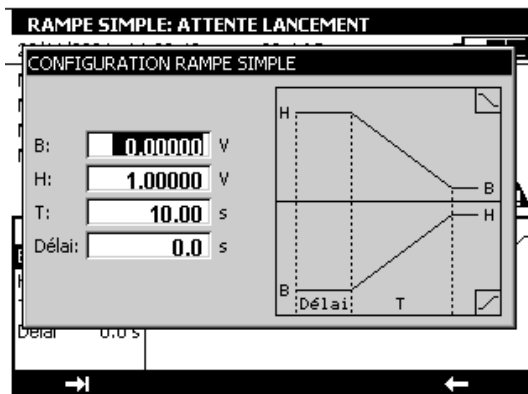 RAMPE SIMPLE: ATTENTE LANCEMENT
CONFIGURATION RAMPE SIMPLE
B: 0.00000 V
H: 1.00000 V
T: 10.00 s
Délai: 0.0 s
H
B
H
B
Délai T
Délai 0.0 s